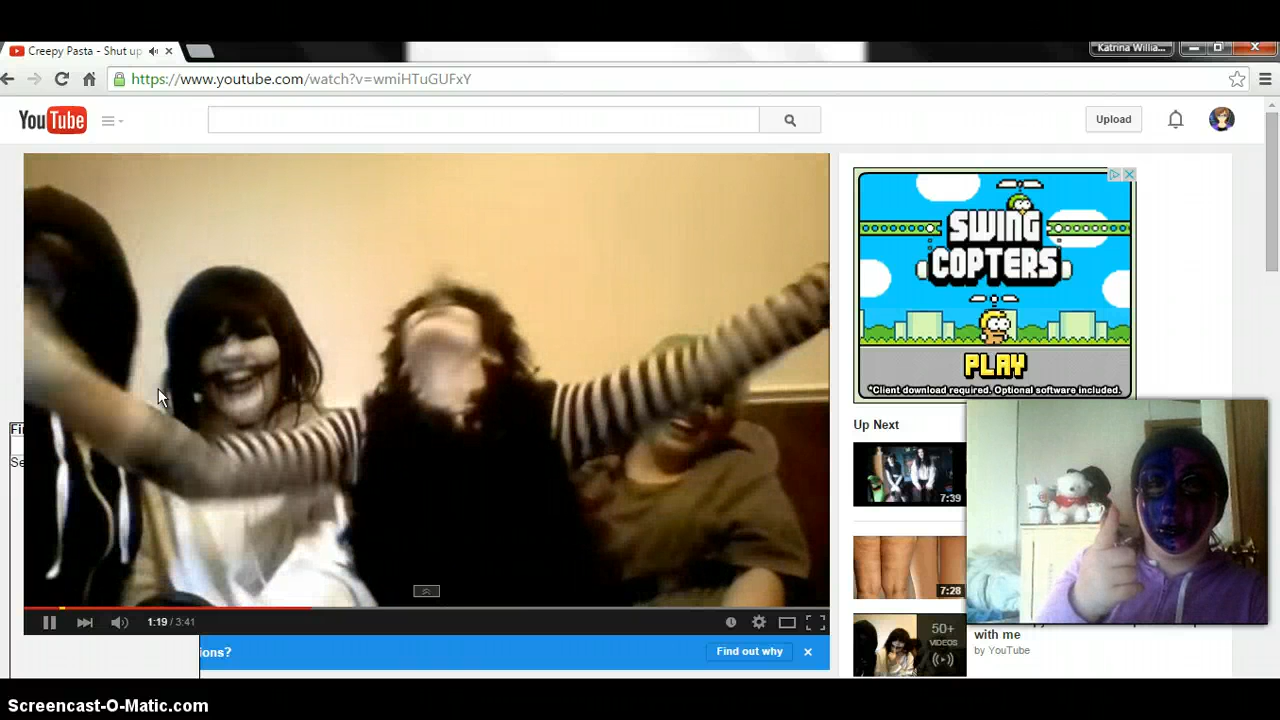 Creepy Pasta - Shut up
Katrina Willia...
https://www.youtube.com/watch?v=wmiHTuGUFxY
YouTube
Upload
SWING
COPTERS
PLAY
*Client download required. Optional software included.
Up Next
7:39
7:28
50+
VIDEOS
with me
by YouTube
Se
1:19 / 3:41
ions?
Find out why
Screencast-O-Matic.com